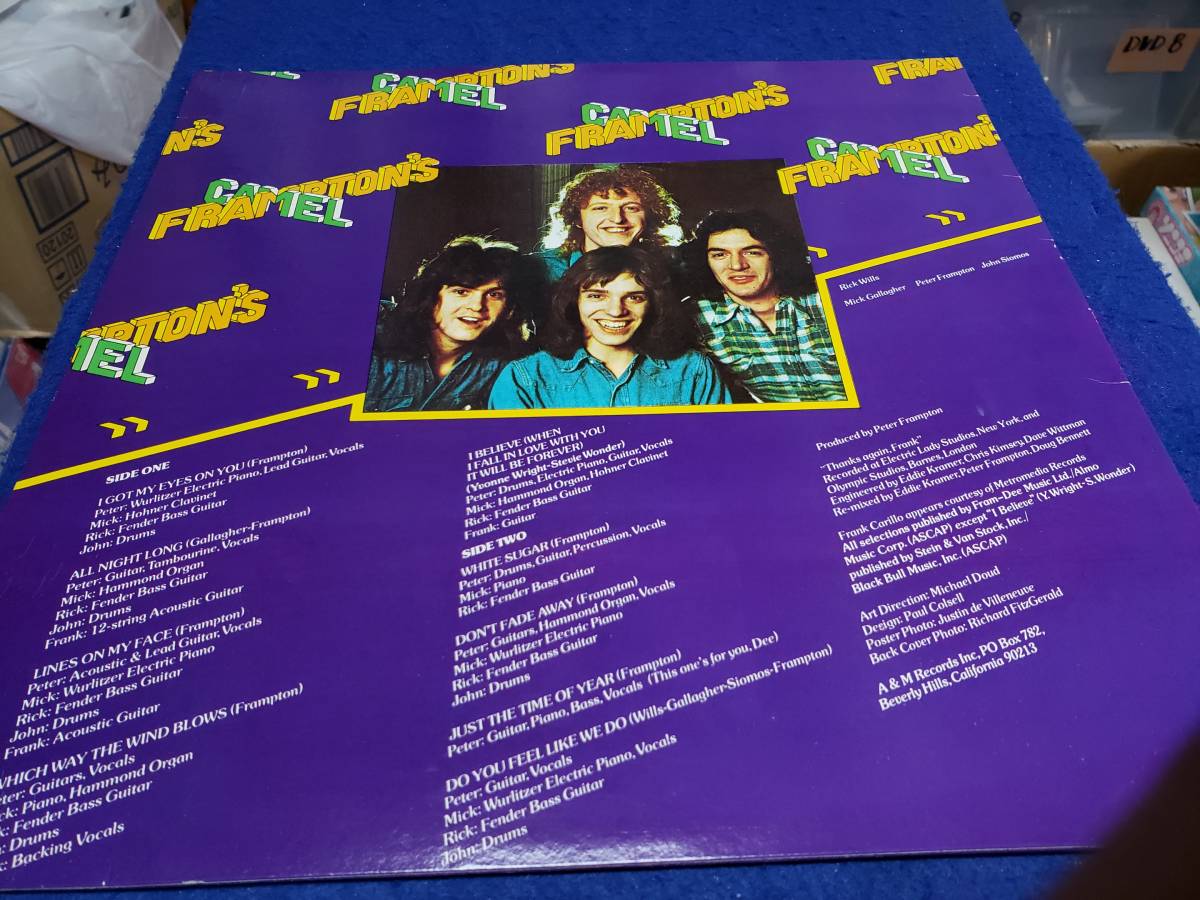 CAMEL
FRAMPTON'S
CAMEL
FRAMPTON'S
FRAM
N'S
CAMEL
FRAMPTON'S
CAMEL
FRAMPTON'S
MPTON'S
MEL
DVD 8
20120
Rick Wills
Mick Gallagher Peter Frampton John Siomos
SIDE ONE
I GOT MY EYES ON YOU (Frampton)
Peter: Wurlitzer Electric Piano, Lead Guitar, Vocals
Mick: Hohner Clavinet
Rick: Fender Bass Guitar
John: Drums
ALL NIGHT LONG (Gallagher-Frampton)
Peter: Guitar, Tambourine, Vocals
Mick: Hammond Organ
Rick: Fender Bass Guitar
John: Drums
Frank: 12-string Acoustic Guitar
LINES ON MY FACE (Frampton)
Peter: Acoustic & Lead Guitar, Vocals
Mick: Wurlitzer Electric Piano
Rick: Fender Bass Guitar
John: Drums
Frank: Acoustic Guitar
WHICH WAY THE WIND BLOWS (Frampton)
eter: Guitars, Vocals
ck: Piano, Hammond Organ
k: Fender Bass Guitar
: Drums
: Backing Vocals
I BELIEVE (WHEN
I FALL IN LOVE WITH YOU
IT WILL BE FOREVER)
(Yvonne Wright-Stevie Wonder)
Peter: Drums, Electric Piano, Guitar, Vocals
Mick: Hammond Organ, Hohner Clavinet
Rick: Fender Bass Guitar
Frank: Guitar
SIDE TWO
WHITE SUGAR (Frampton)
Peter: Drums, Guitar, Percussion, Vocals
Mick: Piano
Rick: Fender Bass Guitar
DON'T FADE AWAY (Frampton)
Peter: Guitars, Hammond Organ, Vocals
Mick: Wurlitzer Electric Piano
Rick: Fender Bass Guitar
John: Drums
JUST THE TIME OF YEAR (Frampton)
Peter: Guitar, Piano, Bass, Vocals (This one's for you, Dee)
DO YOU FEEL LIKE WE DO (Wills-Gallagher-Siomos-Frampton)
Peter: Guitar, Vocals
Mick: Wurlitzer Electric Piano, Vocals
Rick: Fender Bass Guitar
John: Drums
Produced by Peter Frampton
"Thanks again, Frank"
Recorded at Electric Lady Studios, New York, and
Olympic Studios, Barnes, London
Engineered by Eddie Kramer, Chris Kimsey, Dave Wittman
Re-mixed by Eddie Kramer, Peter Frampton, Doug Bennett
Frank Carillo appears courtesy of Metromedia Records
All selections published by Fram-Dee Music Ltd./Almo
Music Corp. (ASCAP) except "I Believe" (Y. Wright-S. Wonder)
published by Stein & Van Stock, Inc./
Black Bull Music, Inc. (ASCAP)
Art Direction: Michael Doud
Design: Paul Colsell
Poster Photo: Justin de Villeneuve
Back Cover Photo: Richard FitzGerald
A & M Records Inc, PO Box 782,
Beverly Hills, California 90213